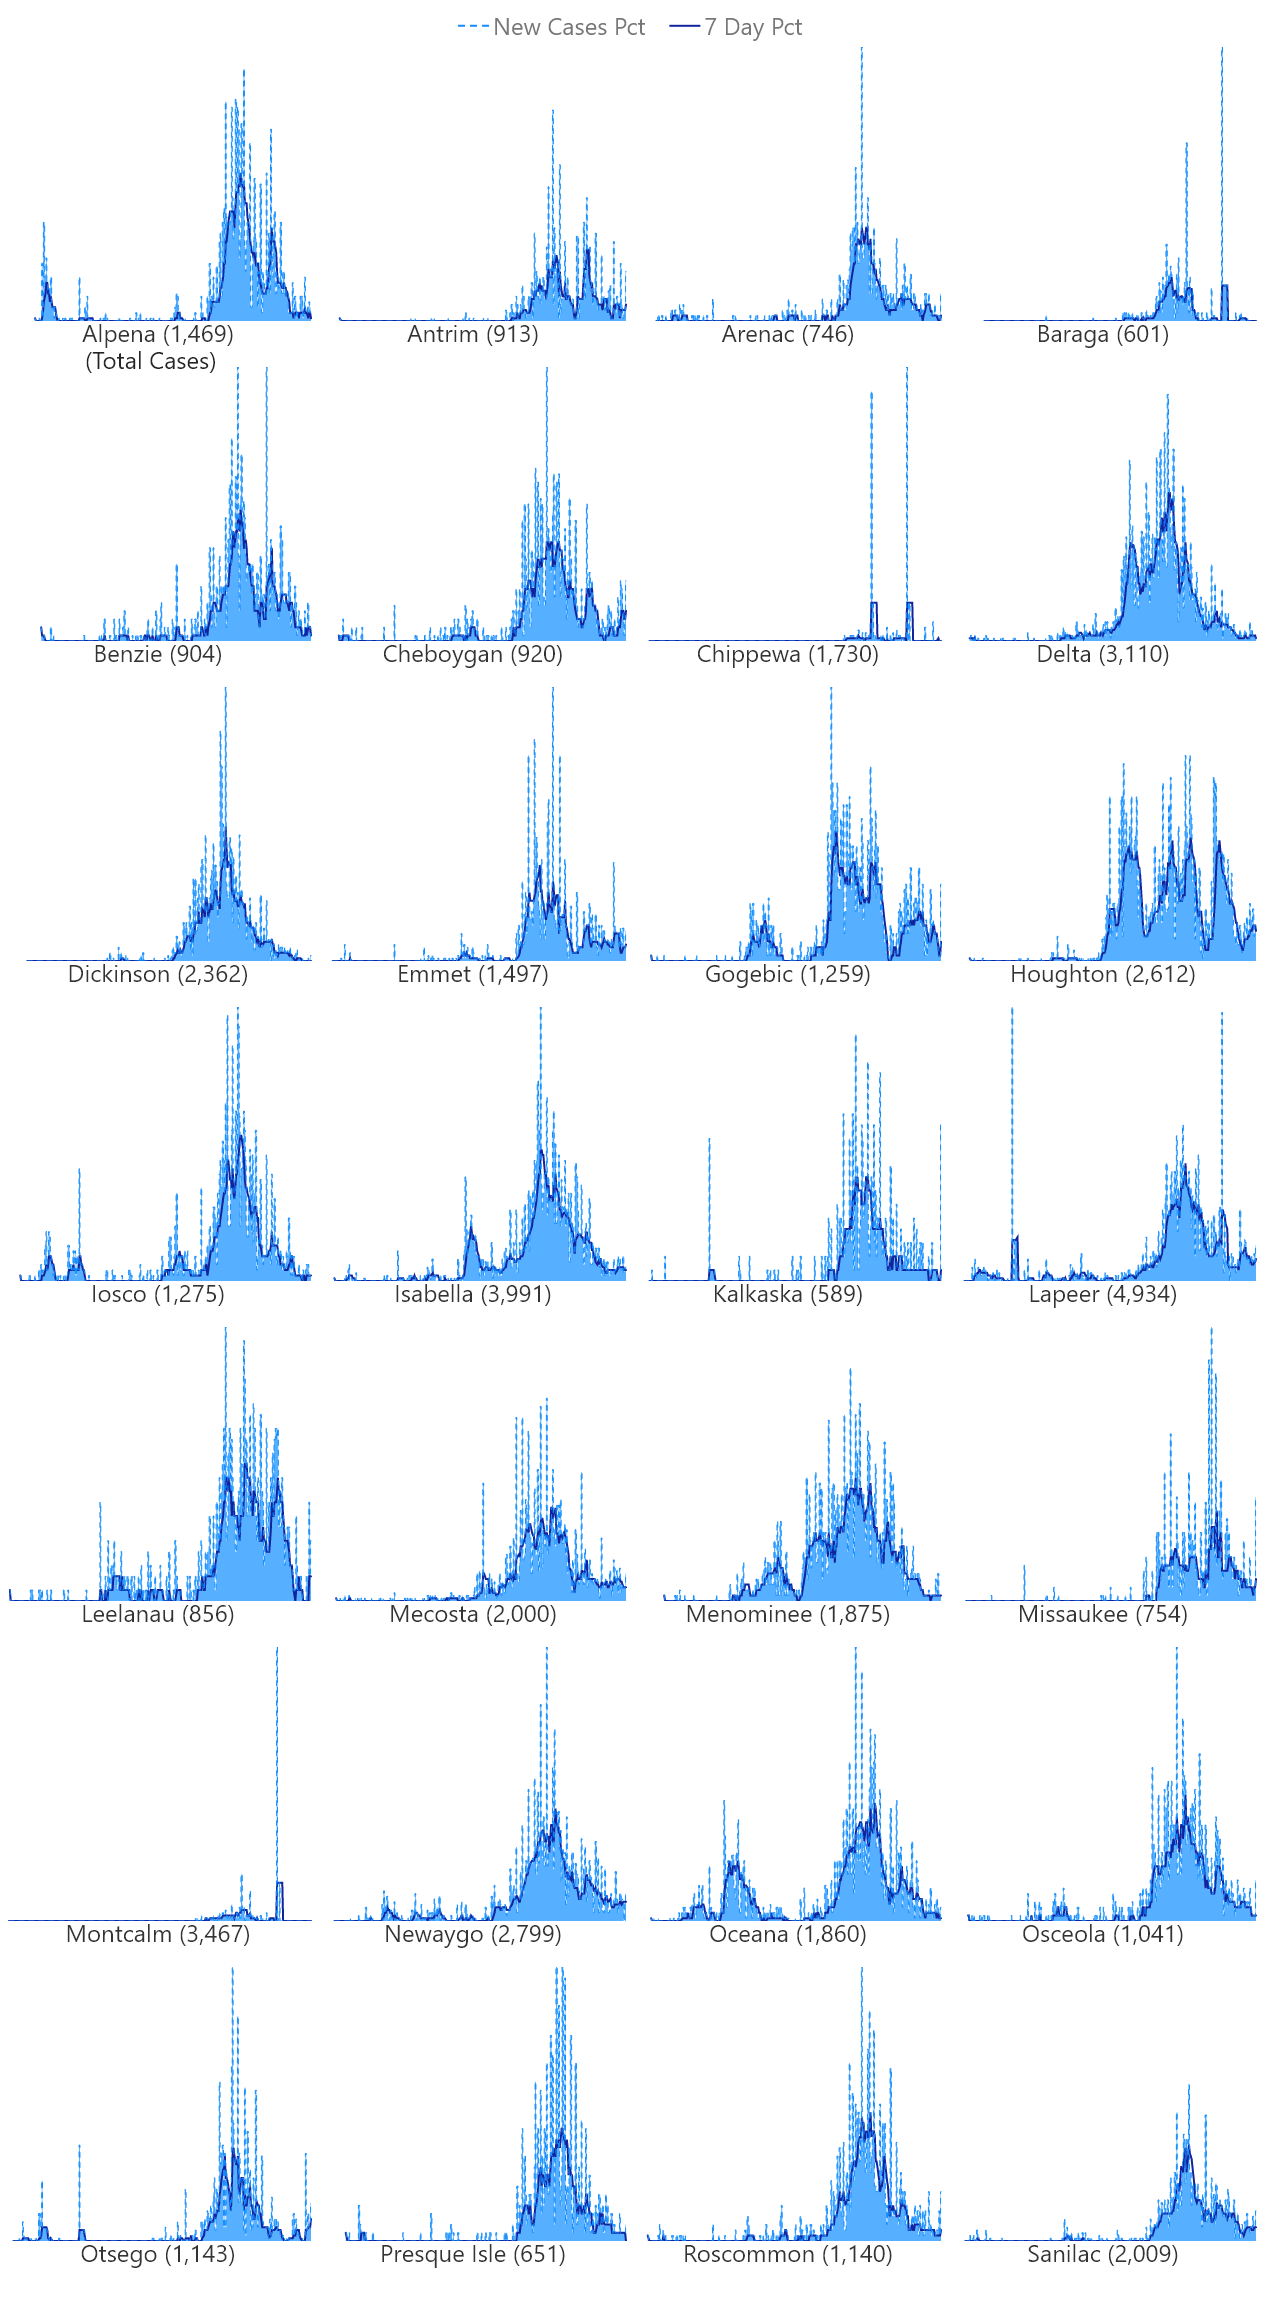 New Cases Pct 7 Day Pct
Alpena (1,469) Antrim (913) Arenac (746) Baraga (601)
(Total Cases)
Benzie (904) Cheboygan (920) Chippewa (1,730) Delta (3,110)
Dickinson (2,362) Emmet (1,497) Gogebic (1,259) Houghton (2,612)
Iosco (1,275) Isabella (3,991) Kalkaska (589) Lapeer (4,934)
Leelanau (856) Mecosta (2,000) Menominee (1,875) Missaukee (754)
Montcalm (3,467) Newaygo (2,799) Oceana (1,860) Osceola (1,041)
Otsego (1,143) Presque Isle (651) Roscommon (1,140) Sanilac (2,009)